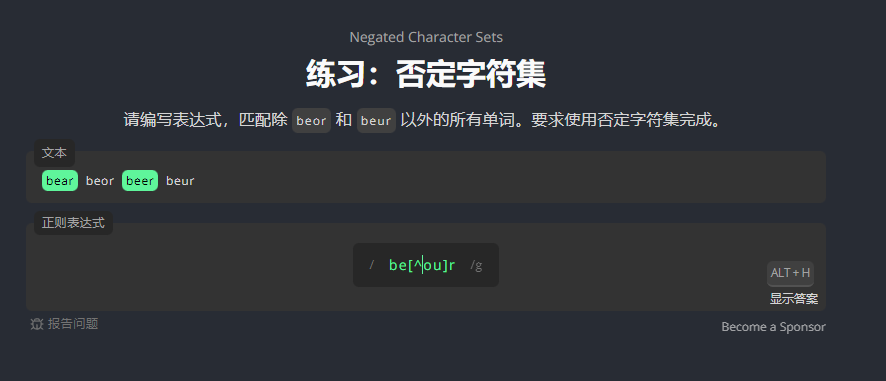 Negated Character Sets
练习：否定字符集
请编写表达式，匹配除 beor 和 beur 以外的所有单词。要求使用否定字符集完成。
文本
bear beor beer beur
正则表达式
/ be[^ou]r /g
ALT + H
显示答案
报告问题
Become a Sponsor